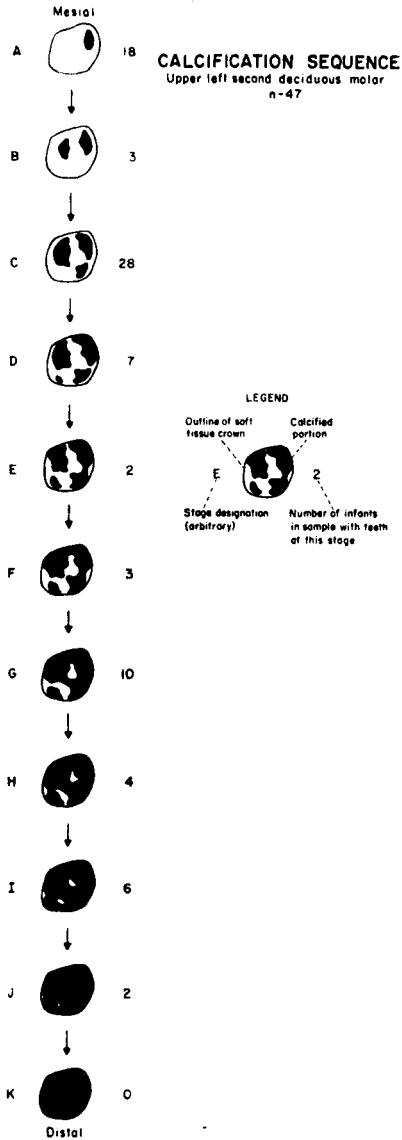 Mesial
A 18
CALCIFICATION SEQUENCE
Upper left second deciduous molar
n-47
B 3
C 28
D 7
LEGEND
Outline of soft tissue crown
Calcified portion
E 2
Stage designation (arbitrary)
Number of infants in sample with teeth at this stage
E 2
F 3
G 10
H 4
I 6
J 2
K 0
Distal